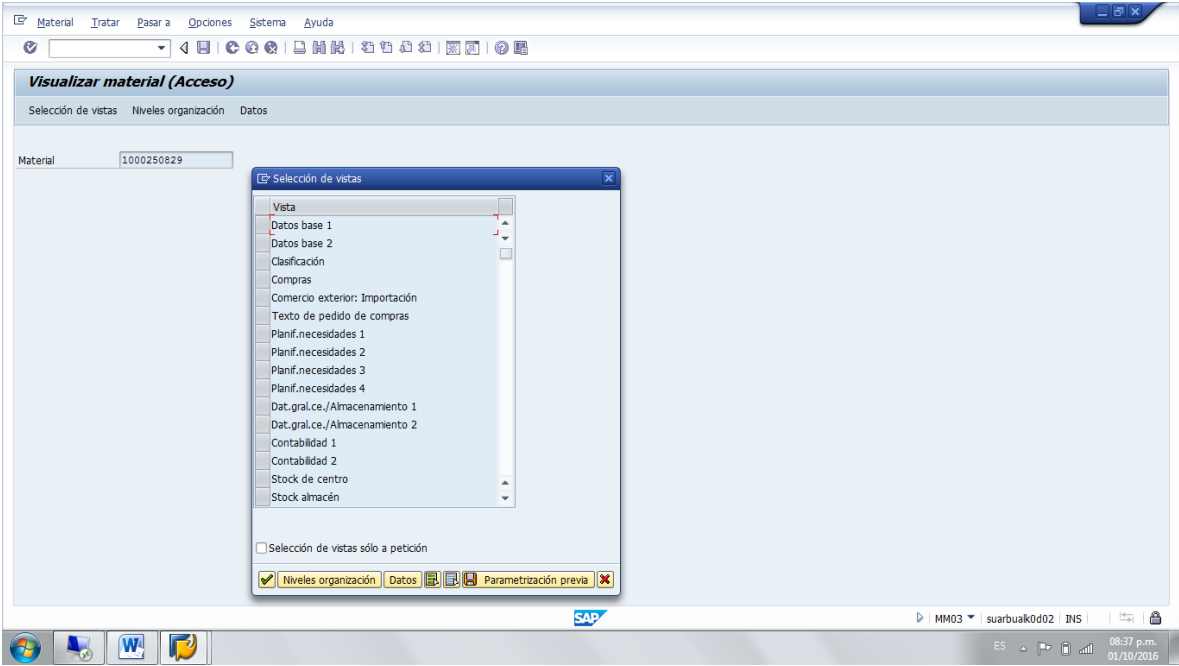 Material Tratar Pasar a Opciones Sistema Ayuda
Visualizar material (Acceso)
Selección de vistas Niveles organización Datos
Material 1000250829
Selección de vistas
Vista
Datos base 1
Datos base 2
Clasificación
Compras
Comercio exterior: Importación
Texto de pedido de compras
Planif.necesidades 1
Planif.necesidades 2
Planif.necesidades 3
Planif.necesidades 4
Dat.gral.ce./Almacenamiento 1
Dat.gral.ce./Almacenamiento 2
Contabilidad 1
Contabilidad 2
Stock de centro
Stock almacén
Selección de vistas sólo a petición
Niveles organización Datos Parametrización previa
SAP MM03 suarbualk0d02 INS
W ES 08:37 p.m.
01/10/2016